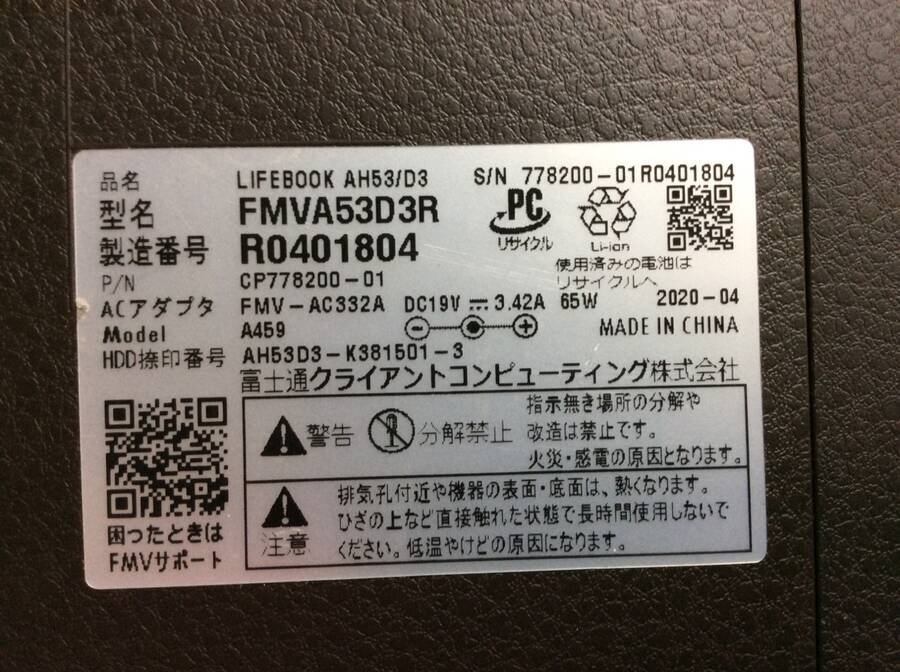 品名 LIFEBOOK AH53/D3 S/N 778200-01R0401804
型名 FMVA53D3R
製造番号 R0401804
PC
リサイクル
Li-ion
使用済みの電池は
リサイクルへ
P/N CP778200-01
ACアダプタ FMV-AC332A DC19V 3.42A 65W 2020-04
Model A459 MADE IN CHINA
HDD捺印番号 AH53D3-K381501-3
富士通クライアントコンピューティング株式会社
警告 分解禁止
指示無き場所の分解や
改造は禁止です。
火災・感電の原因となります。
注意
排気孔付近や機器の表面・底面は、熱くなります。
ひざの上など直接触れた状態で長時間使用しないで
ください。低温やけどの原因になります。
困ったときは
FMVサポート